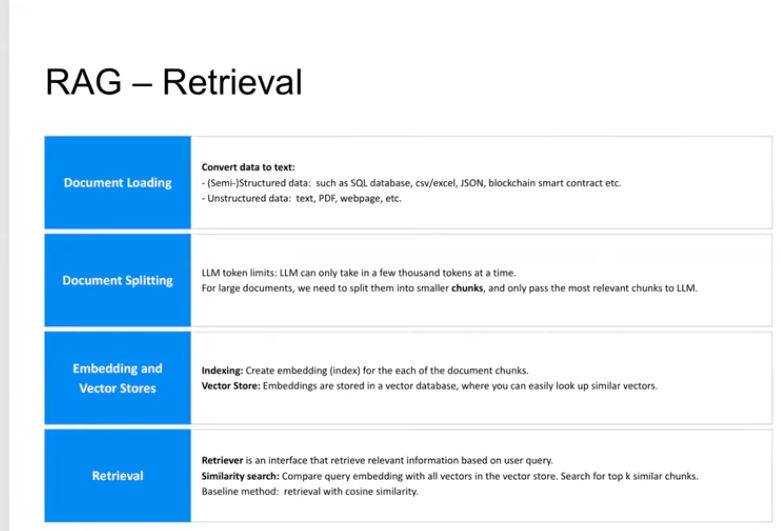 RAG – Retrieval
Document Loading
Convert data to text:
- (Semi-)Structured data: such as SQL database, csv/excel, JSON, blockchain smart contract etc.
- Unstructured data: text, PDF, webpage, etc.
Document Splitting
LLM token limits: LLM can only take in a few thousand tokens at a time.
For large documents, we need to split them into smaller chunks, and only pass the most relevant chunks to LLM.
Embedding and
Vector Stores
Indexing: Create embedding (index) for the each of the document chunks.
Vector Store: Embeddings are stored in a vector database, where you can easily look up similar vectors.
Retrieval
Retriever is an interface that retrieve relevant information based on user query.
Similarity search: Compare query embedding with all vectors in the vector store. Search for top k similar chunks.
Baseline method: retrieval with cosine similarity.